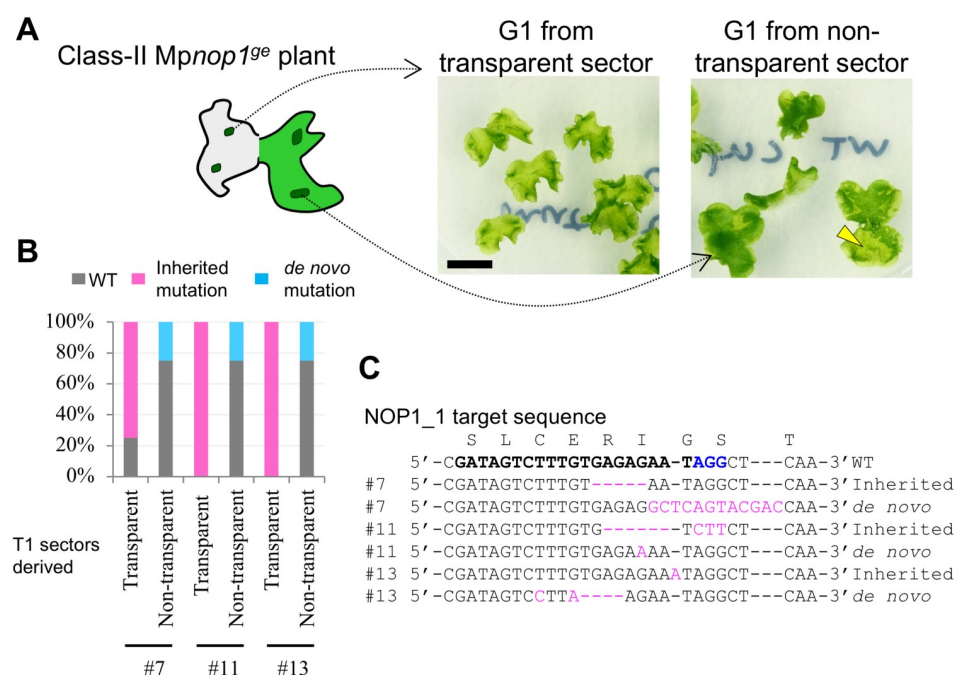 A
Class-II Mpnop1ge plant
G1 from
transparent sector
G1 from non-
transparent sector
WT
B
WT
Inherited
mutation
de novo
mutation
100%
80%
60%
40%
20%
0%
T1 sectors
derived
Transparent
Non-transparent
Transparent
Non-transparent
Transparent
Non-transparent
#7
#11
#13
C
NOP1_1 target sequence
S L C E R I G S T
5′-CGATAGTCTTTGTGAGAGAA-TAGGCT---CAA-3′WT
#7 5′-CGATAGTCTTTGT-----AA-TAGGCT---CAA-3′Inherited
#7 5′-CGATAGTCTTTGTGAGAGGCTCAGTACGACCAA-3′de novo
#11 5′-CGATAGTCTTTGTG-------TCTTCT---CAA-3′Inherited
#11 5′-CGATAGTCTTTGTGAGAAAA-TAGGCT---CAA-3′de novo
#13 5′-CGATAGTCTTTGTGAGAGAAATAGGCT---CAA-3′Inherited
#13 5′-CGATAGTCCTTA----AGAA-TAGGCT---CAA-3′de novo